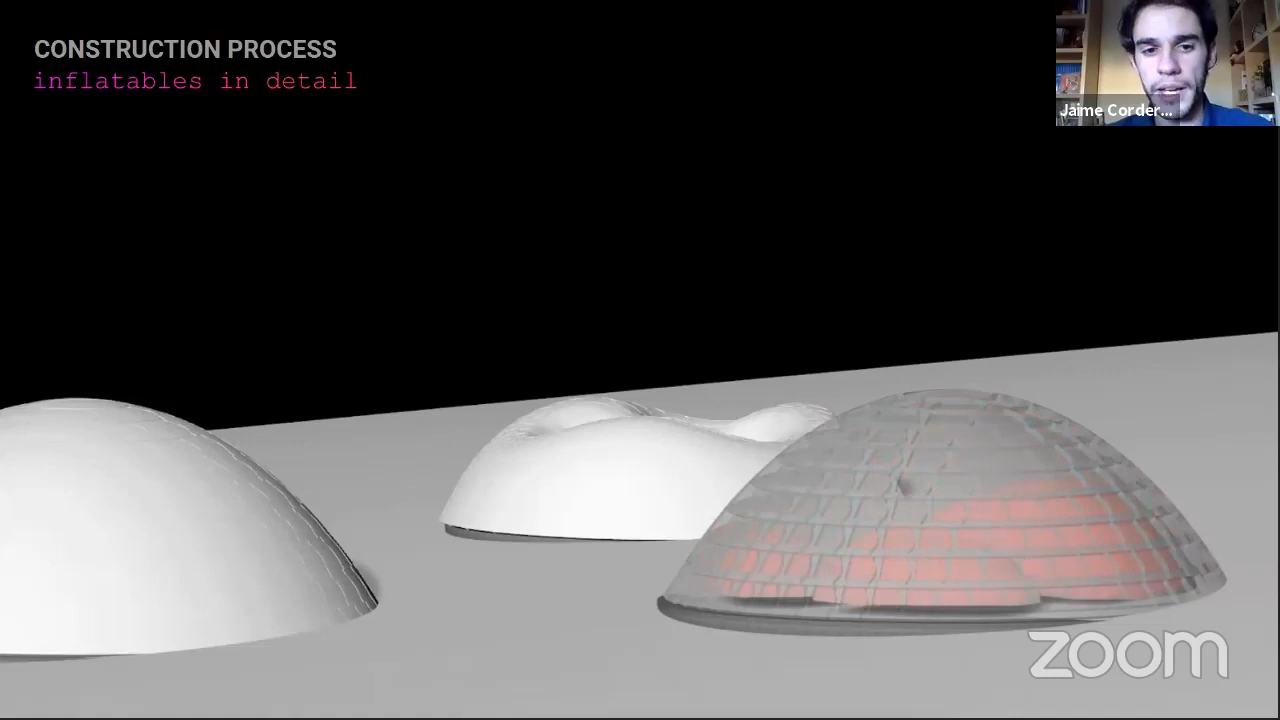 CONSTRUCTION PROCESS
inflatables in detail
Jaime Corder...
zoom